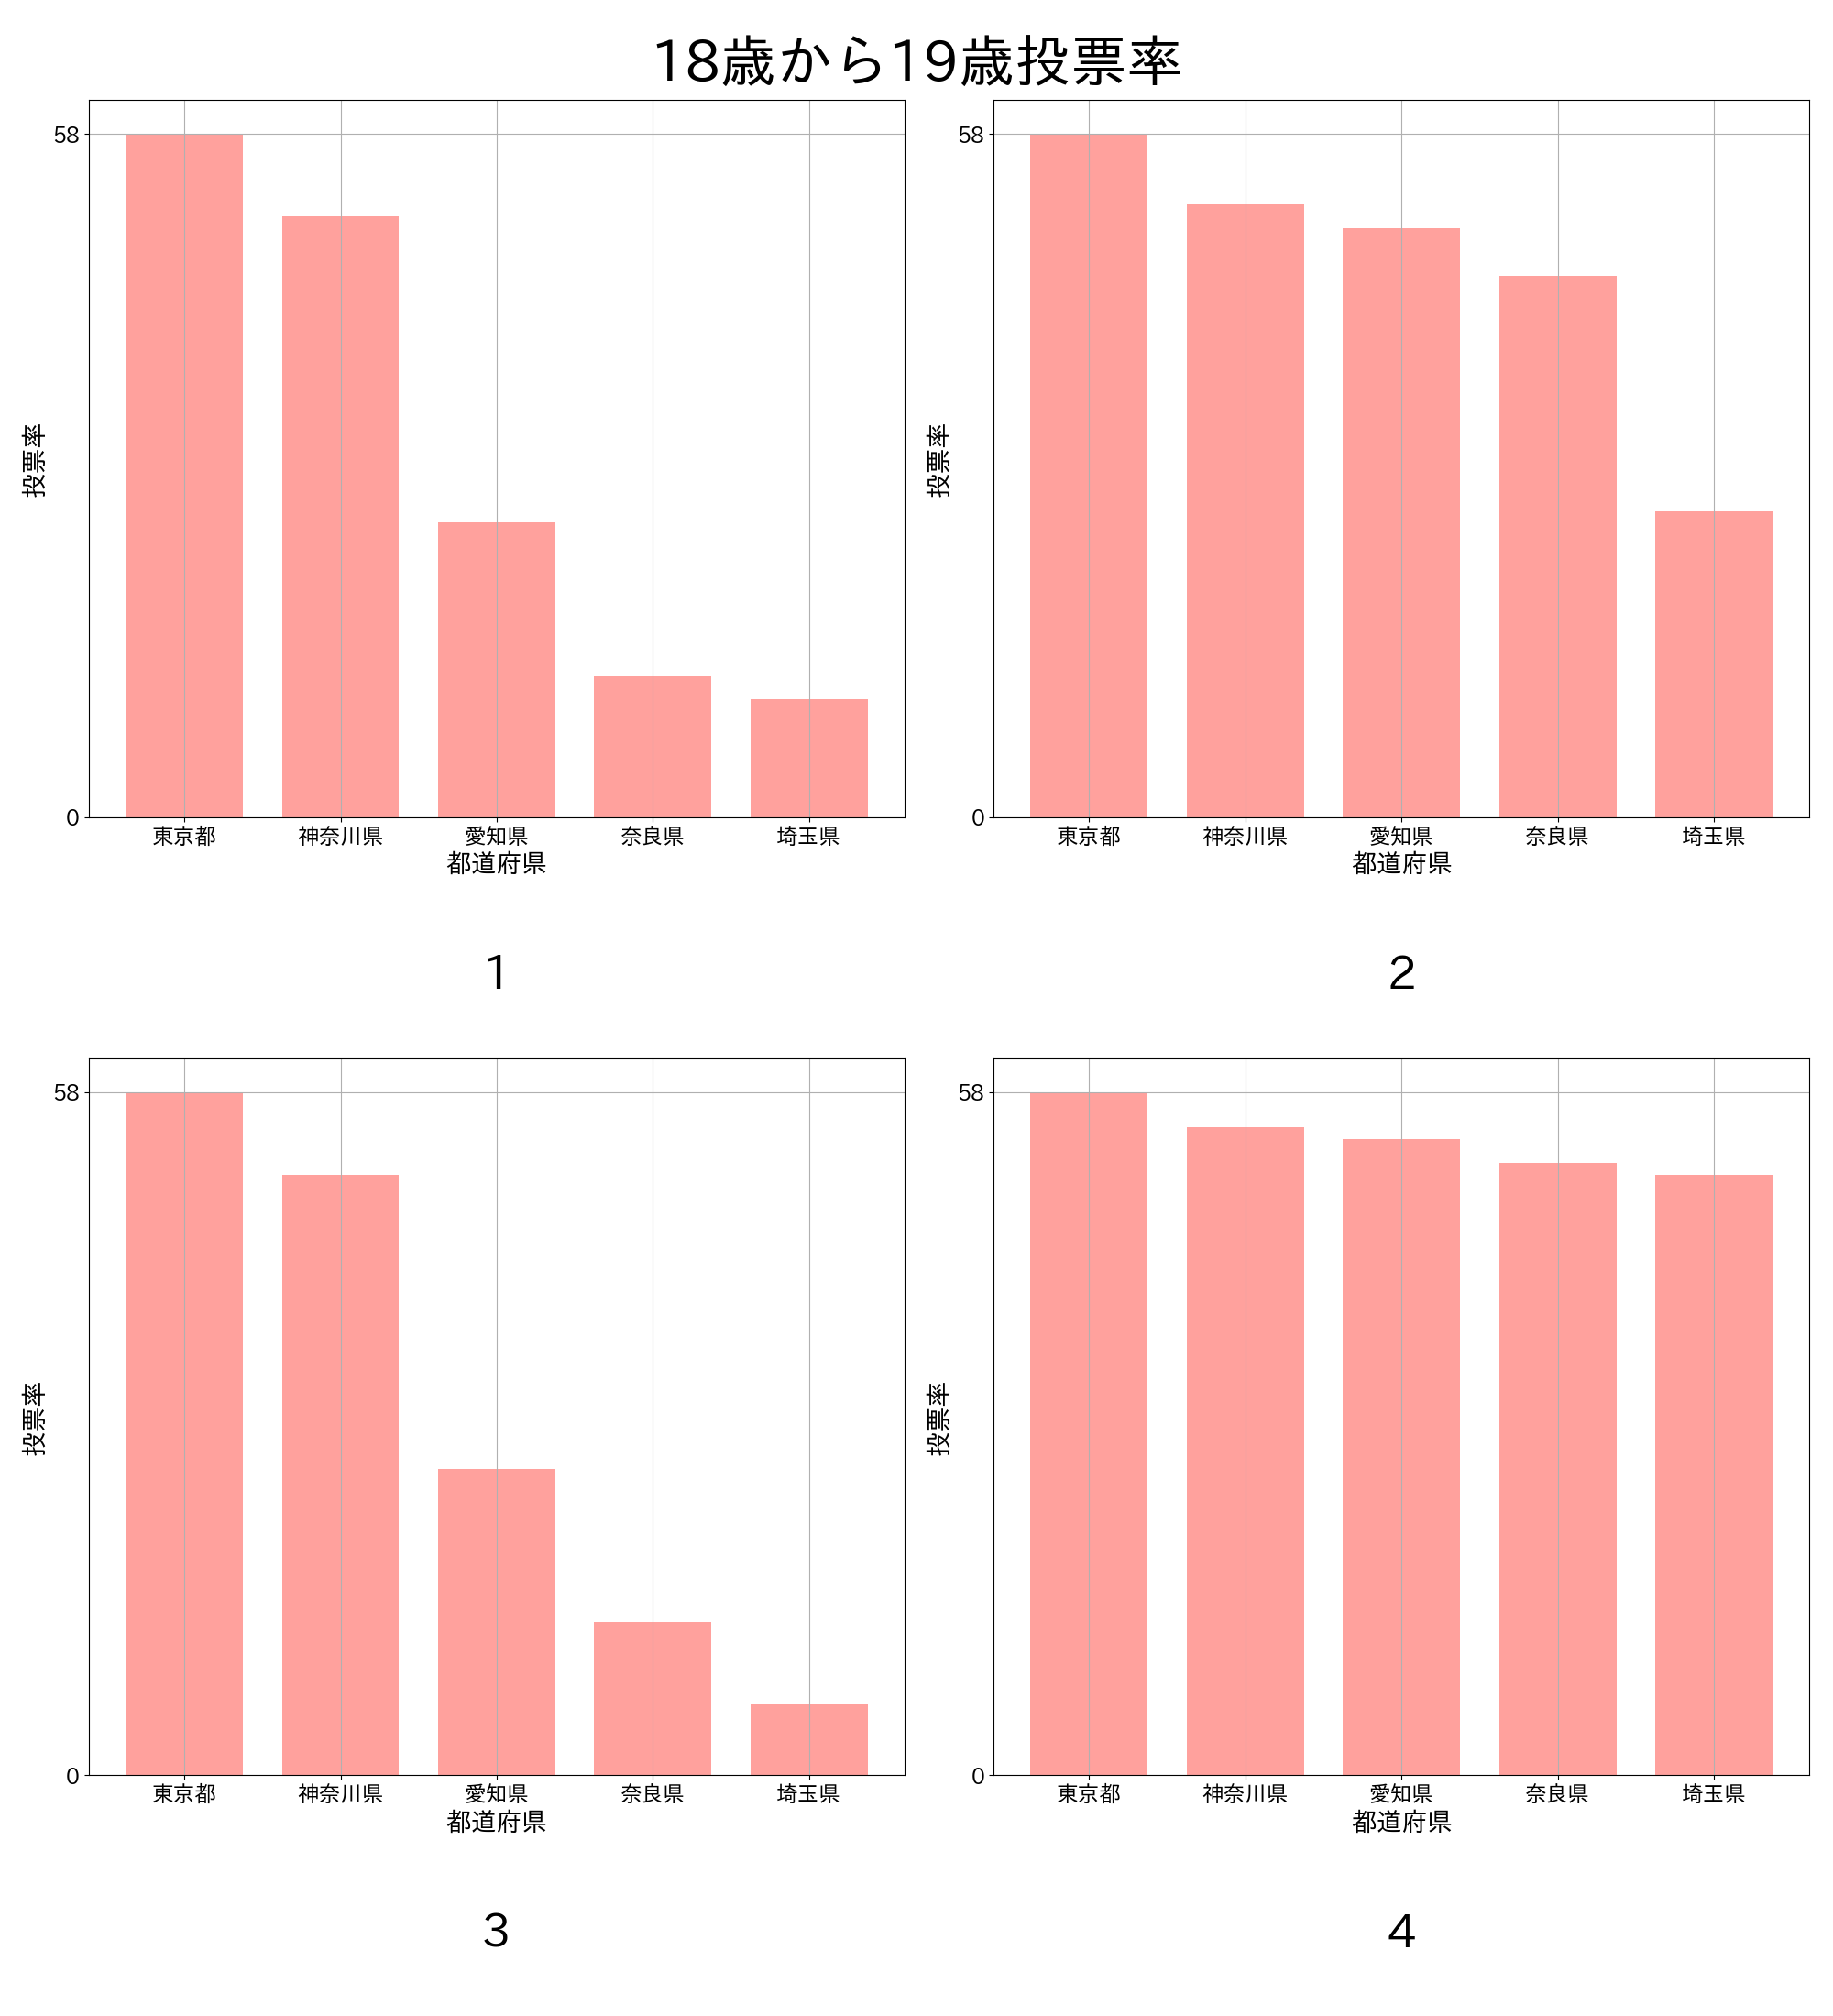 18歳から19歳投票率
58
0
投票率
東京都 神奈川県 愛知県 奈良県 埼玉県
都道府県
1
58
0
投票率
東京都 神奈川県 愛知県 奈良県 埼玉県
都道府県
2
58
0
投票率
東京都 神奈川県 愛知県 奈良県 埼玉県
都道府県
3
58
0
投票率
東京都 神奈川県 愛知県 奈良県 埼玉県
都道府県
4